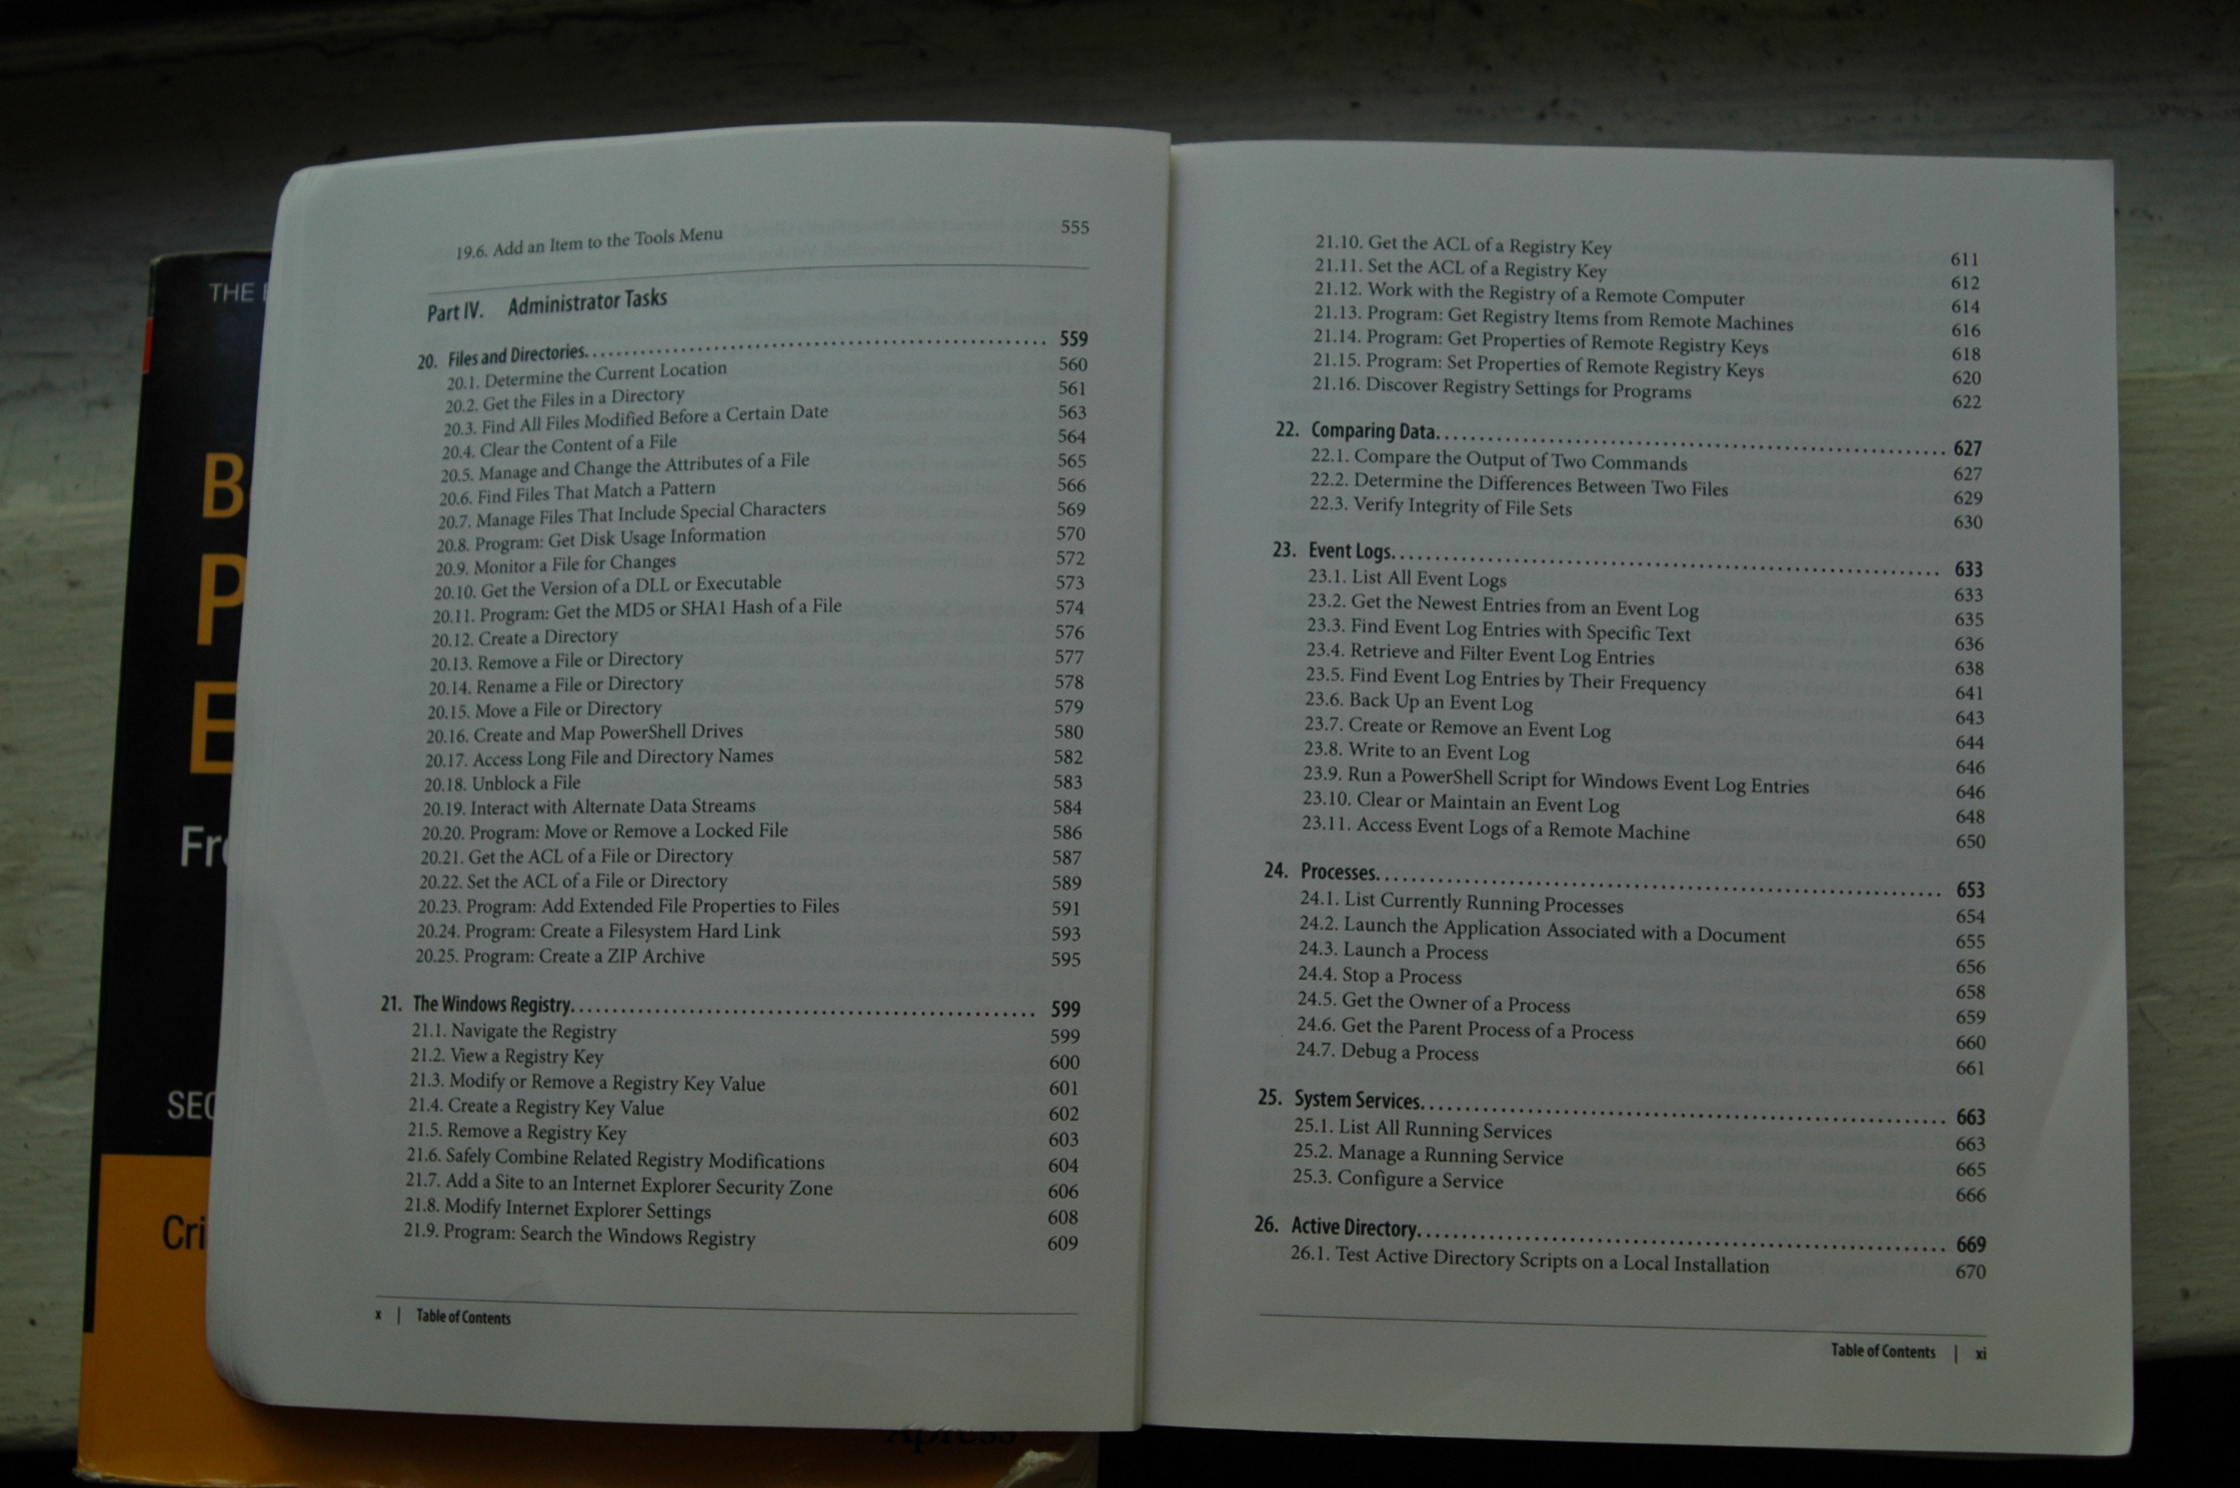 19.6. Add an Item to the Tools Menu 555
Part IV. Administrator Tasks
20. Files and Directories. 559
20.1. Determine the Current Location 560
20.2. Get the Files in a Directory 561
20.3. Find All Files Modified Before a Certain Date 563
20.4. Clear the Content of a File 564
20.5. Manage and Change the Attributes of a File 565
20.6. Find Files That Match a Pattern 566
20.7. Manage Files That Include Special Characters 569
20.8. Program: Get Disk Usage Information 570
20.9. Monitor a File for Changes 572
20.10. Get the Version of a DLL or Executable 573
20.11. Program: Get the MD5 or SHA1 Hash of a File 574
20.12. Create a Directory 576
20.13. Remove a File or Directory 577
20.14. Rename a File or Directory 578
20.15. Move a File or Directory 579
20.16. Create and Map PowerShell Drives 580
20.17. Access Long File and Directory Names 582
20.18. Unblock a File 583
20.19. Interact with Alternate Data Streams 584
20.20. Program: Move or Remove a Locked File 586
20.21. Get the ACL of a File or Directory 587
20.22. Set the ACL of a File or Directory 589
20.23. Program: Add Extended File Properties to Files 591
20.24. Program: Create a Filesystem Hard Link 593
20.25. Program: Create a ZIP Archive 595
21. The Windows Registry. 599
21.1. Navigate the Registry 599
21.2. View a Registry Key 600
21.3. Modify or Remove a Registry Key Value 601
21.4. Create a Registry Key Value 602
21.5. Remove a Registry Key 603
21.6. Safely Combine Related Registry Modifications 604
21.7. Add a Site to an Internet Explorer Security Zone 606
21.8. Modify Internet Explorer Settings 608
21.9. Program: Search the Windows Registry 609
x | Table of Contents
21.10. Get the ACL of a Registry Key 611
21.11. Set the ACL of a Registry Key 612
21.12. Work with the Registry of a Remote Computer 614
21.13. Program: Get Registry Items from Remote Machines 616
21.14. Program: Get Properties of Remote Registry Keys 618
21.15. Program: Set Properties of Remote Registry Keys 620
21.16. Discover Registry Settings for Programs 622
22. Comparing Data. 627
22.1. Compare the Output of Two Commands 627
22.2. Determine the Differences Between Two Files 629
22.3. Verify Integrity of File Sets 630
23. Event Logs. 633
23.1. List All Event Logs 633
23.2. Get the Newest Entries from an Event Log 635
23.3. Find Event Log Entries with Specific Text 636
23.4. Retrieve and Filter Event Log Entries 638
23.5. Find Event Log Entries by Their Frequency 641
23.6. Back Up an Event Log 643
23.7. Create or Remove an Event Log 644
23.8. Write to an Event Log 646
23.9. Run a PowerShell Script for Windows Event Log Entries 646
23.10. Clear or Maintain an Event Log 648
23.11. Access Event Logs of a Remote Machine 650
24. Processes. 653
24.1. List Currently Running Processes 654
24.2. Launch the Application Associated with a Document 655
24.3. Launch a Process 656
24.4. Stop a Process 658
24.5. Get the Owner of a Process 659
24.6. Get the Parent Process of a Process 660
24.7. Debug a Process 661
25. System Services. 663
25.1. List All Running Services 663
25.2. Manage a Running Service 665
25.3. Configure a Service 666
26. Active Directory. 669
26.1. Test Active Directory Scripts on a Local Installation 670
Table of Contents | xi
THE
B
P
E
Fro
SEC
Cri